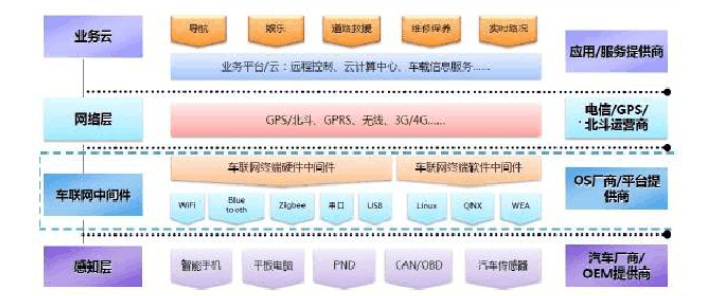 业务云
导航
娱乐
道路救援
维修保养
实时路况
业务平台/云：远程控制、云计算中心、车载信息服务……
应用/服务提供商
网络层
GPS/北斗、GPRS、无线、3G/4G……
电信/GPS/
北斗运营商
车联网中间件
车联网终端硬件中间件
车联网终端软件中间件
WiFi
Blue
tooth
Zigbee
串口
USB
Linux
QNX
WEA
OS厂商/平台提
供商
感知层
智能手机
平板电脑
PND
CAN/OBD
汽车传感器
汽车厂商/
OEM提供商